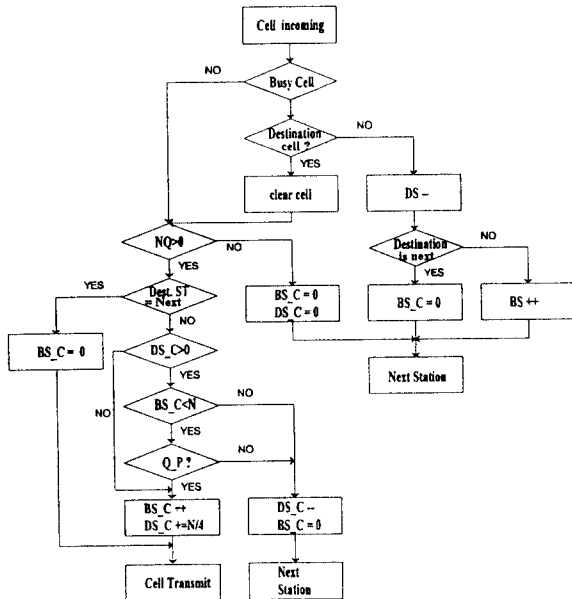 Cell incoming
NO
Busy Cell
Destination
cell ?
NO
YES
clear cell
DS --
NQ>0
NO
YES
Destination
is next
NO
YES
YES
Dest. ST
= Next
NO
BS_C = 0
DS_C = 0
BS_C = 0
BS ++
BS_C = 0
DS_C>0
YES
NO
Next Station
BS_C<N
NO
YES
Q_P?
NO
YES
BS_C ++
DS_C +=N/4
DS_C --
BS_C = 0
Cell Transmit
Next
Station